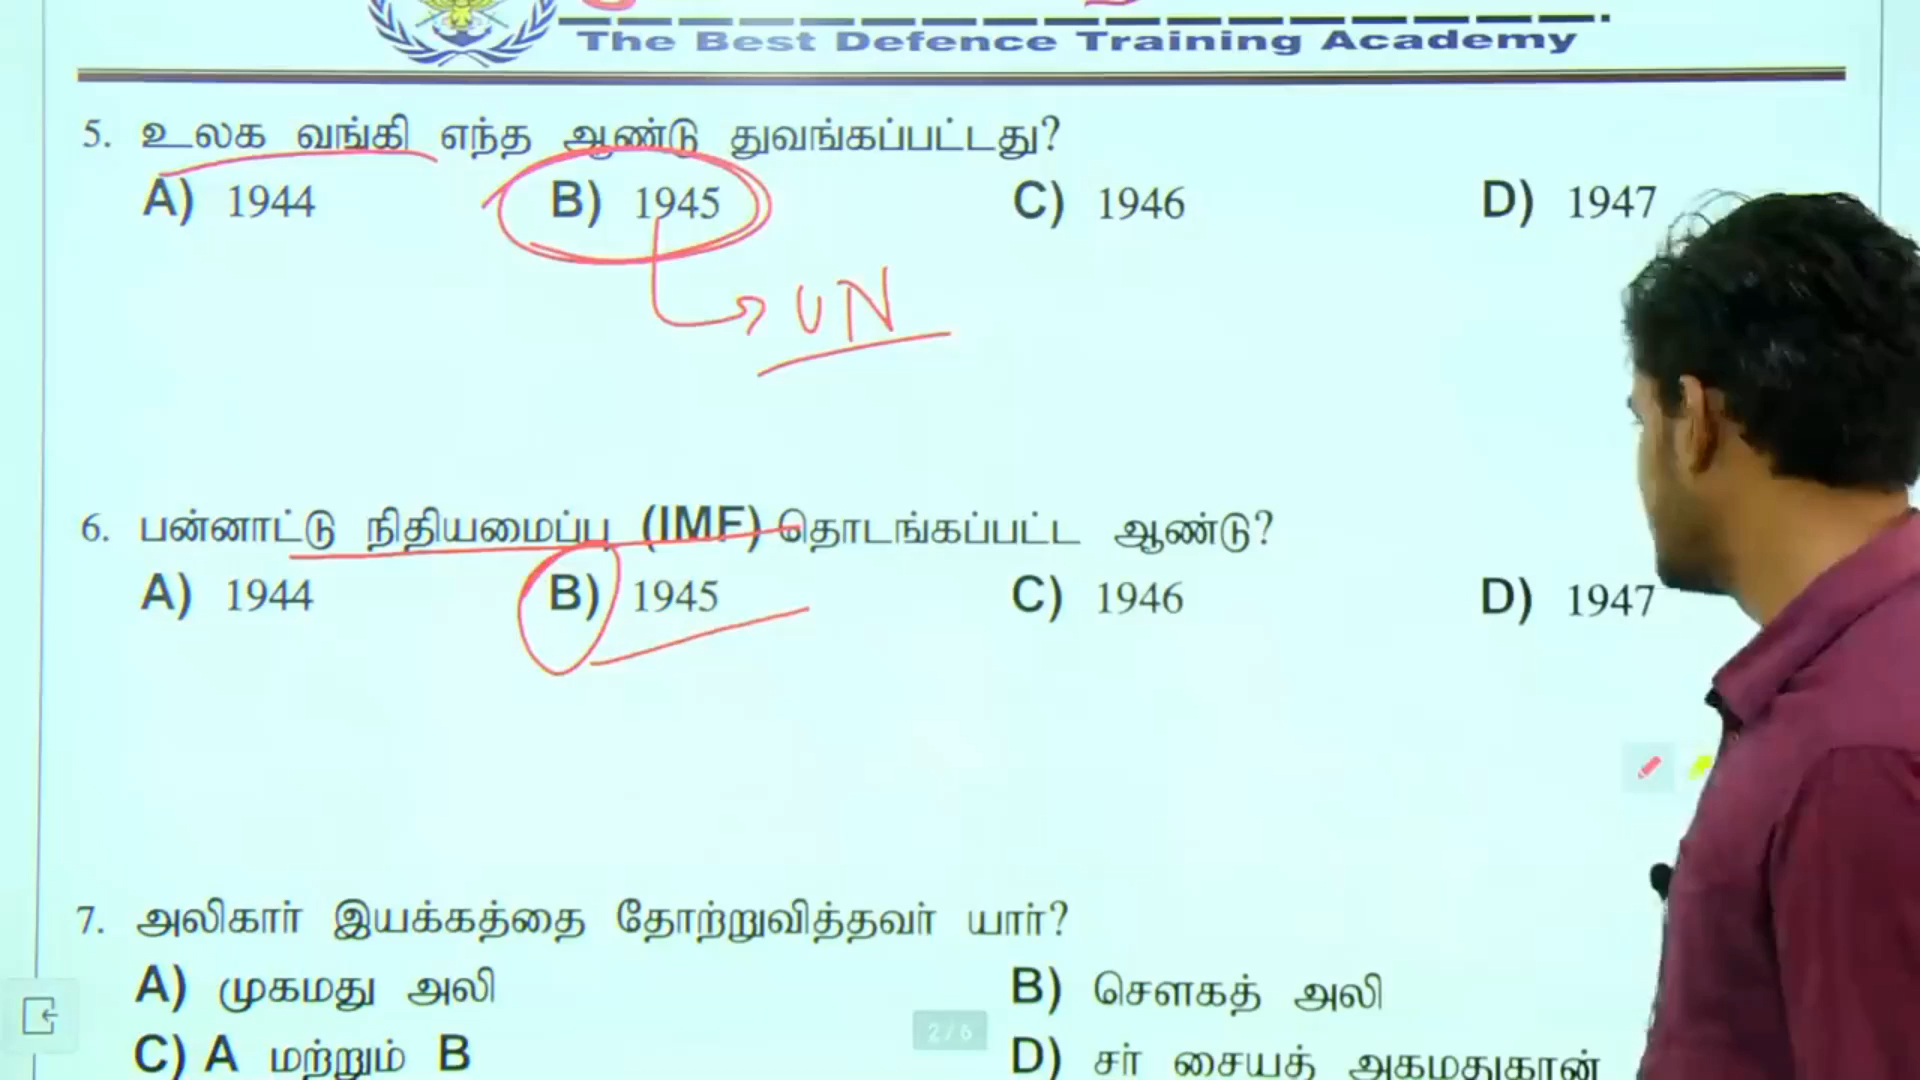 The Best Defence Training Academy
5. உலக வங்கி எந்த ஆண்டு துவங்கப்பட்டது?
A) 1944 B) 1945 C) 1946 D) 1947
UN
6. பன்னாட்டு நிதியமைப்பு (IMF) தொடங்கப்பட்ட ஆண்டு?
A) 1944 B) 1945 C) 1946 D) 1947
7. அலிகார் இயக்கத்தை தோற்றுவித்தவர் யார்?
A) முகமது அலி B) சௌகத் அலி
2 / 6
C) A மற்றும் B D) சர் சையத் அகமதுகான்